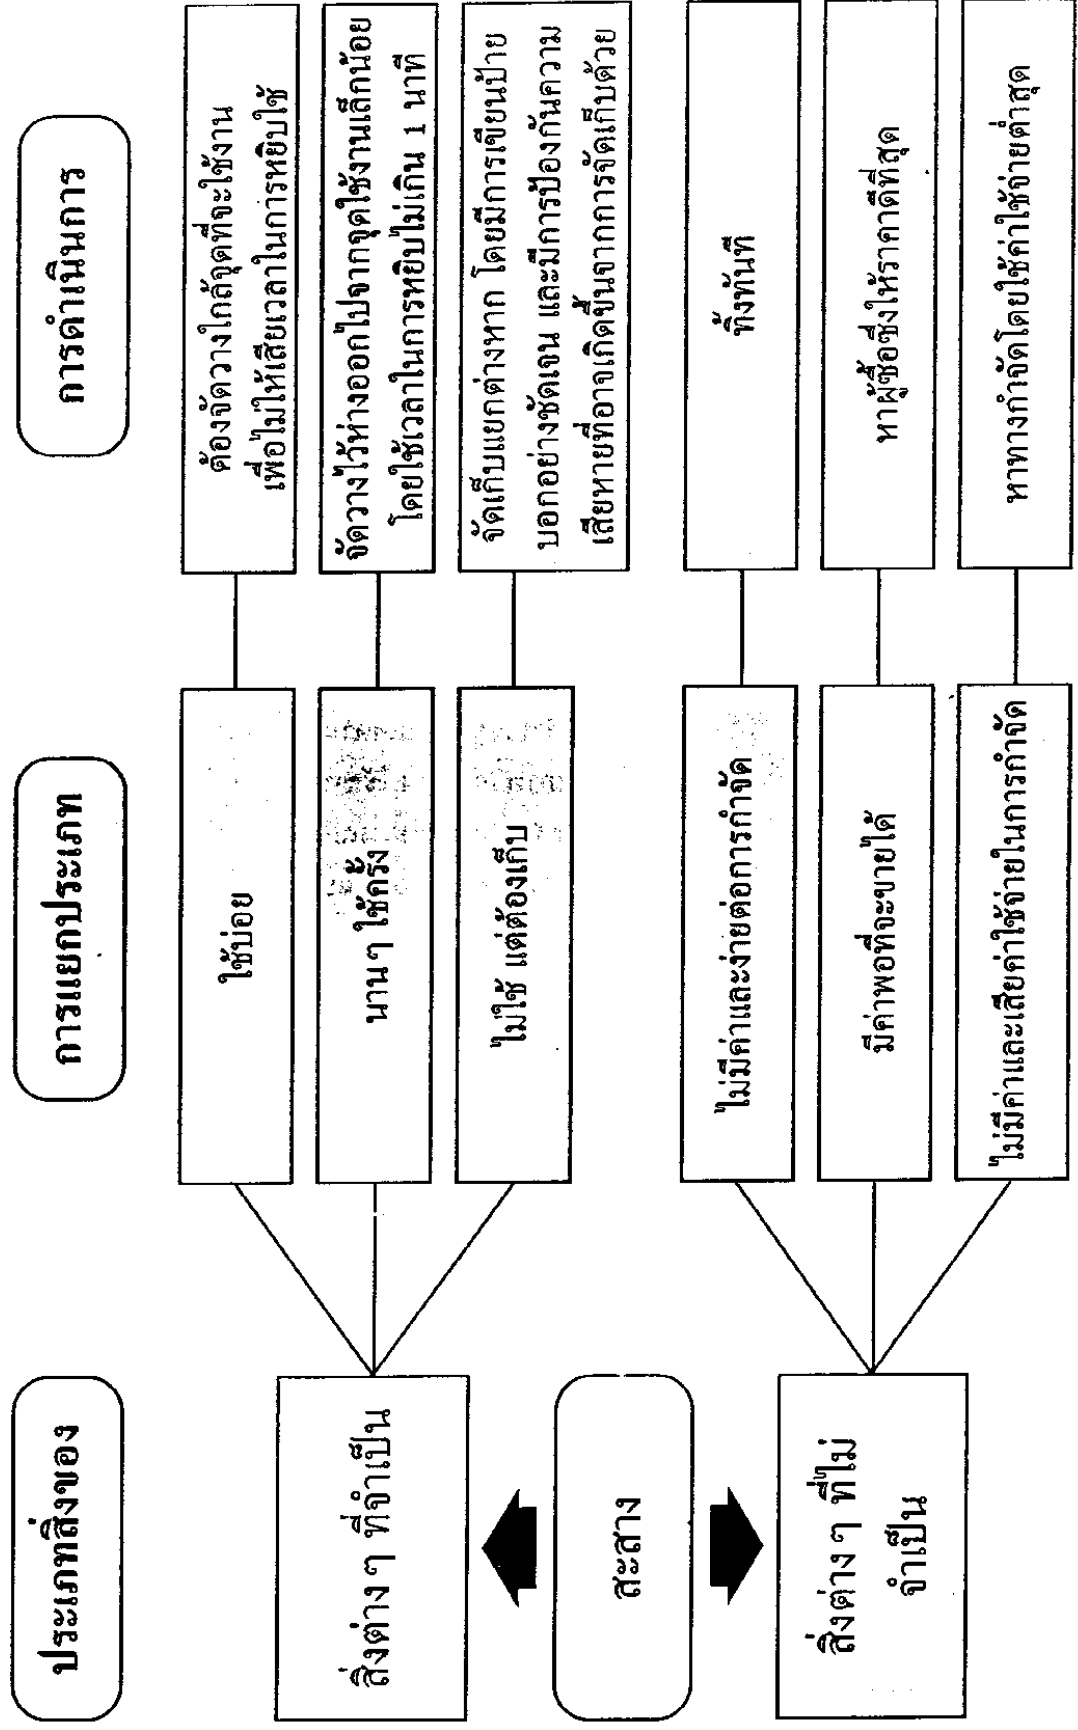 ประเภทสิ่งของ
การแยกประเภท
การดำเนินการ
สิ่งต่าง ๆ ที่จำเป็น
ใช้บ่อย
ต้องจัดวางใกล้จุดที่จะใช้งาน
เพื่อไม่ให้เสียเวลาในการหยิบใช้
นาน ๆ ใช้ครั้ง
จัดวางไว้ห่างออกไปจากจุดใช้งานเล็กน้อย
โดยใช้เวลาในการหยิบไม่เกิน 1 นาที
ไม่ใช้ แต่ต้องเก็บ
จัดเก็บแยกต่างหาก โดยมีการเขียนป้าย
บอกอย่างชัดเจน และมีการป้องกันความ
เสียหายที่อาจเกิดขึ้นจากการจัดเก็บด้วย
สะสาง
สิ่งต่าง ๆ ที่ไม่
จำเป็น
ไม่มีค่าและง่ายต่อการกำจัด
ทิ้งทันที
มีค่าพอที่จะขายได้
หาผู้ซื้อซึ่งให้ราคาดีที่สุด
ไม่มีค่าและเสียค่าใช้จ่ายในการกำจัด
หาทางกำจัดโดยใช้ค่าใช้จ่ายต่ำสุด